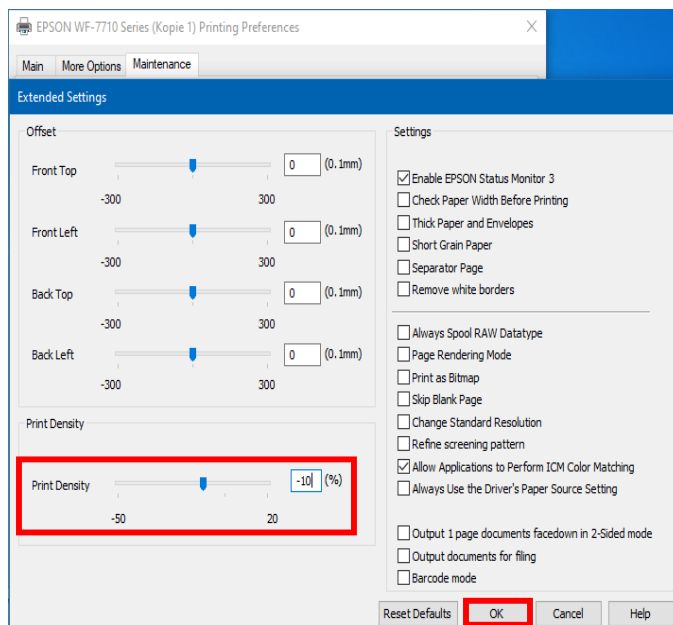 EPSON WF-7710 Series (Kopie 1) Printing Preferences
Main More Options Maintenance
Extended Settings
Offset
Front Top 0 (0.1mm)
-300 300
Front Left 0 (0.1mm)
-300 300
Back Top 0 (0.1mm)
-300 300
Back Left 0 (0.1mm)
-300 300
Print Density
Print Density -10 (%)
-50 20
Settings
Enable EPSON Status Monitor 3
Check Paper Width Before Printing
Thick Paper and Envelopes
Short Grain Paper
Separator Page
Remove white borders
Always Spool RAW Datatype
Page Rendering Mode
Print as Bitmap
Skip Blank Page
Change Standard Resolution
Refine screening pattern
Allow Applications to Perform ICM Color Matching
Always Use the Driver's Paper Source Setting
Output 1 page documents facedown in 2-Sided mode
Output documents for filing
Barcode mode
Reset Defaults OK Cancel Help